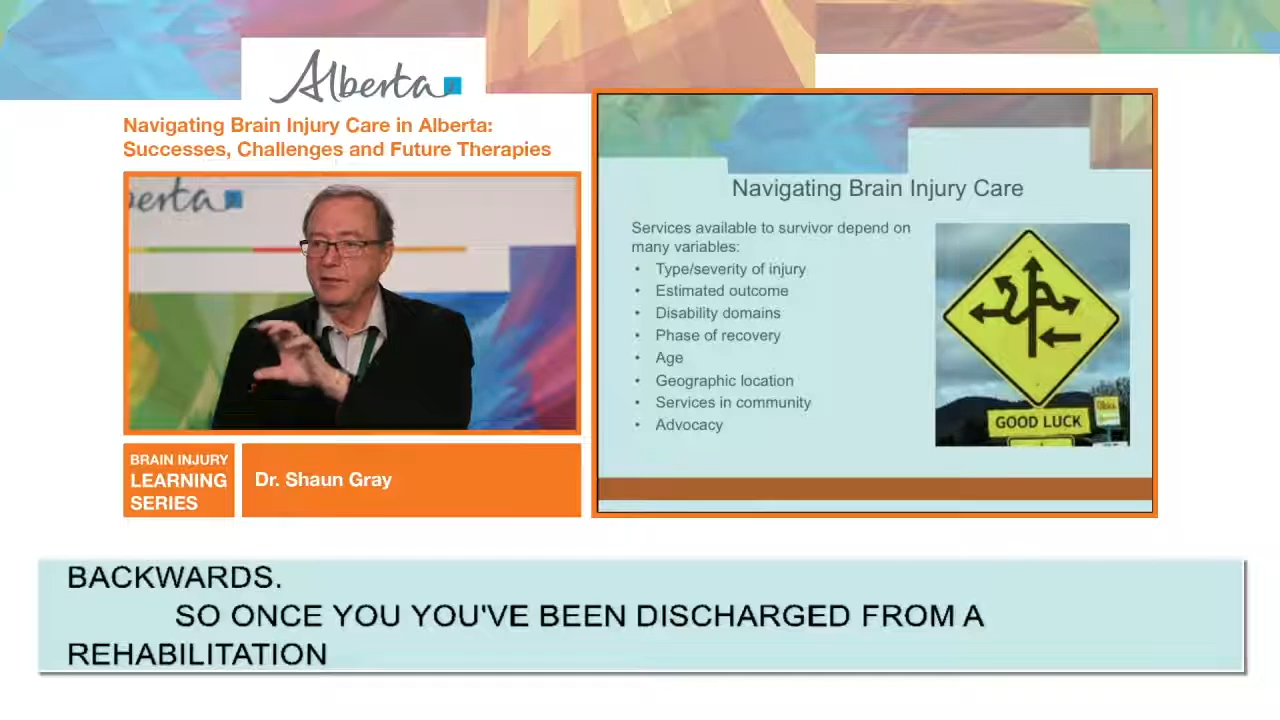 Alberta
Navigating Brain Injury Care in Alberta:
Successes, Challenges and Future Therapies
berta
BRAIN INJURY
LEARNING
SERIES
Dr. Shaun Gray
Navigating Brain Injury Care
Services available to survivor depend on
many variables:
• Type/severity of injury
• Estimated outcome
• Disability domains
• Phase of recovery
• Age
• Geographic location
• Services in community
• Advocacy
GOOD LUCK
BACKWARDS.
SO ONCE YOU YOU'VE BEEN DISCHARGED FROM A
REHABILITATION